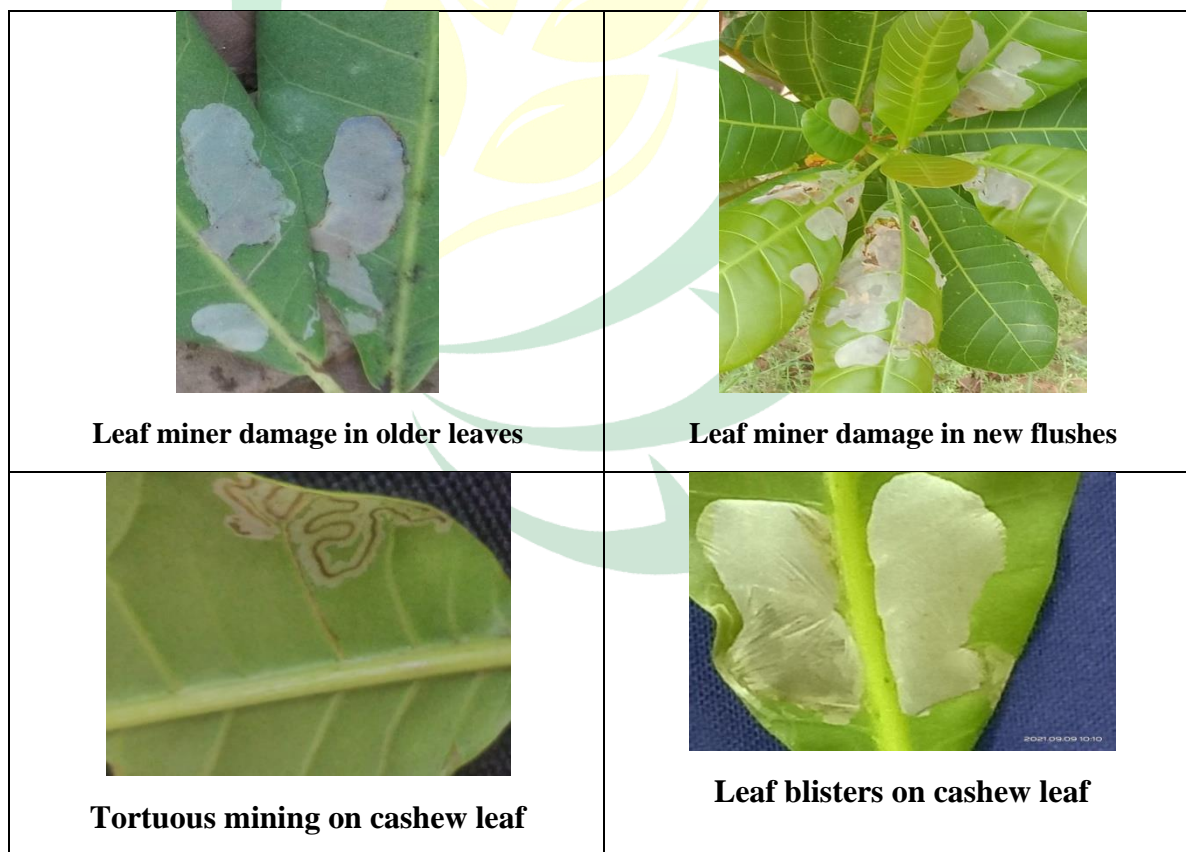 Leaf miner damage in older leaves
Leaf miner damage in new flushes
2021.09.09 10:10
Tortuous mining on cashew leaf
Leaf blisters on cashew leaf